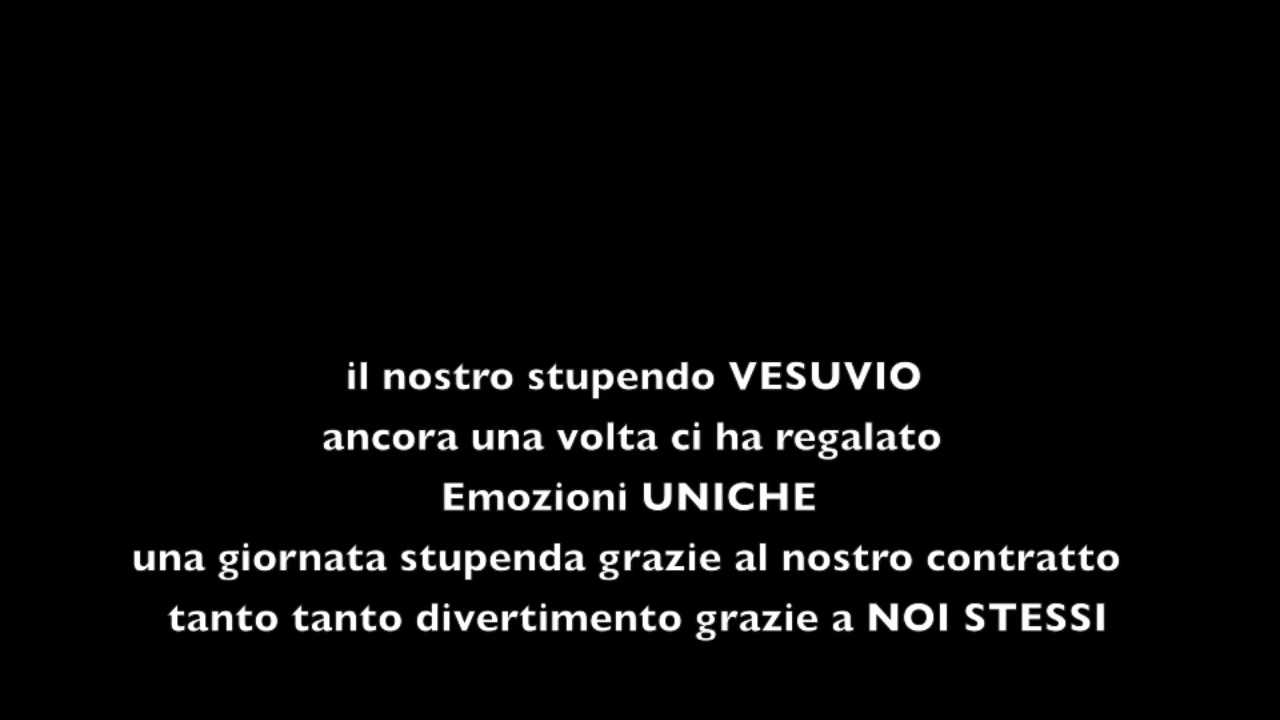 il nostro stupendo VESUVIO
ancora una volta ci ha regalato
Emozioni UNICHE
una giornata stupenda grazie al nostro contratto
tanto tanto divertimento grazie a NOI STESSI